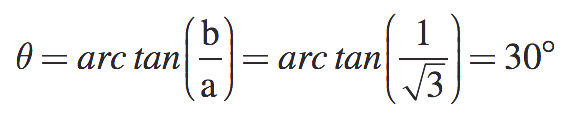 θ = arc tan(b/a) = arc tan(1/√3) = 30°